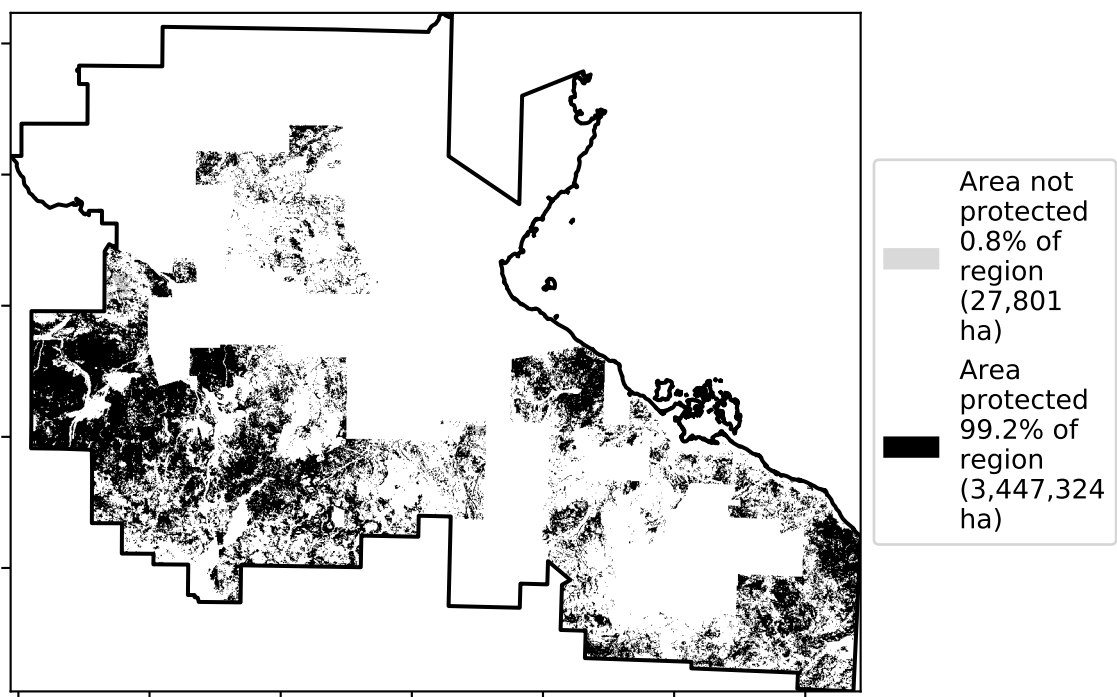 Area not
protected
0.8% of
region
(27,801
ha)
Area
protected
99.2% of
region
(3,447,324
ha)